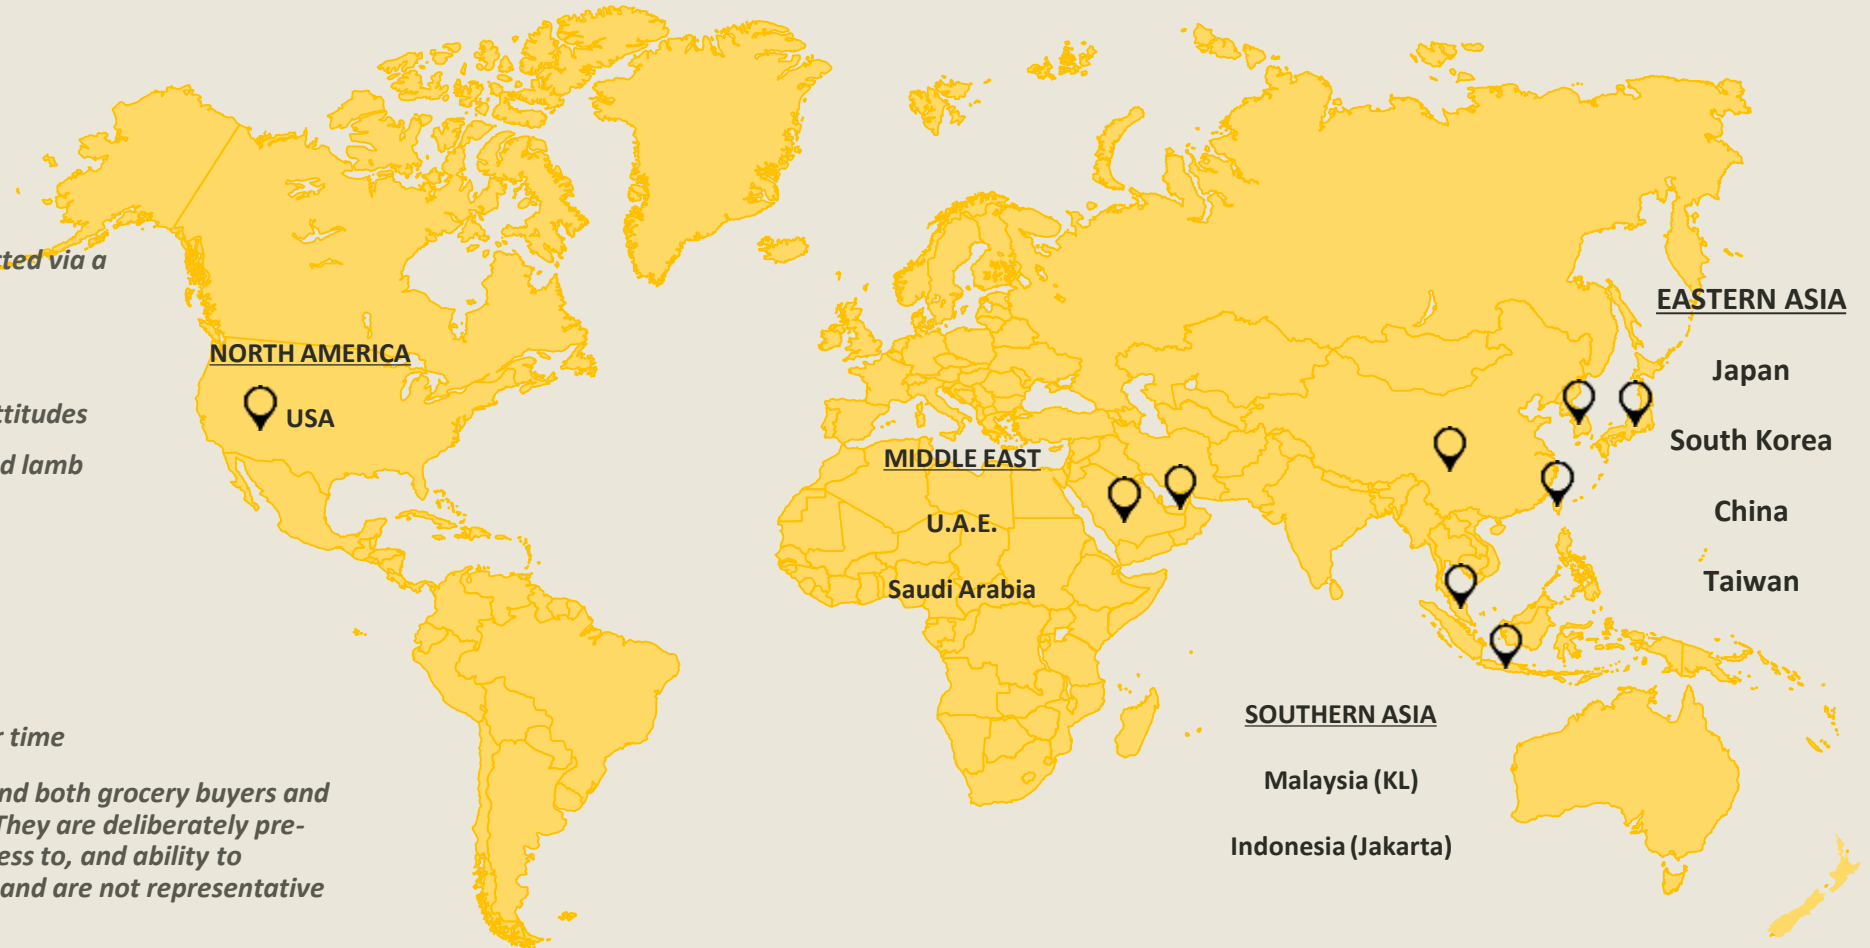 cted via a
ttitudes
d lamb
r time
nd both grocery buyers and
They are deliberately pre-
ess to, and ability to
and are not representative
NORTH AMERICA
USA
MIDDLE EAST
U.A.E.
Saudi Arabia
SOUTHERN ASIA
Malaysia (KL)
Indonesia (Jakarta)
EASTERN ASIA
Japan
South Korea
China
Taiwan